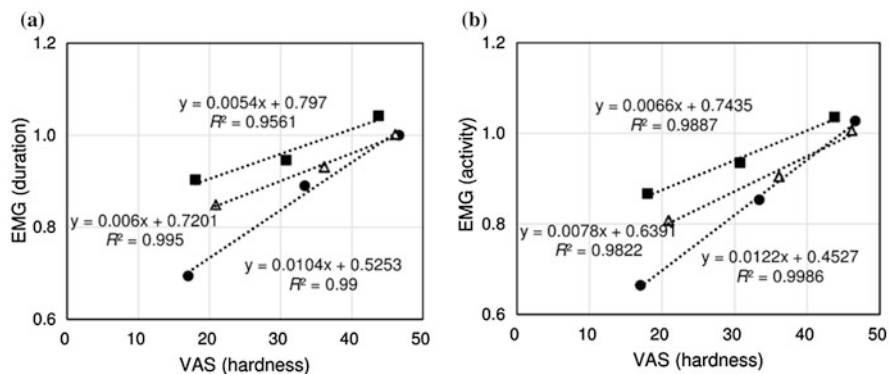 (a)
1.2
1.0
0.8
0.6
EMG (duration)
y = 0.0054x + 0.797
R² = 0.9561
y = 0.006x + 0.7201
R² = 0.995
y = 0.0104x + 0.5253
R² = 0.99
0 10 20 30 40 50
VAS (hardness)
(b)
1.2
1.0
0.8
0.6
EMG (activity)
y = 0.0066x + 0.7435
R² = 0.9887
y = 0.0078x + 0.6391
R² = 0.9822
y = 0.0122x + 0.4527
R² = 0.9986
0 10 20 30 40 50
VAS (hardness)